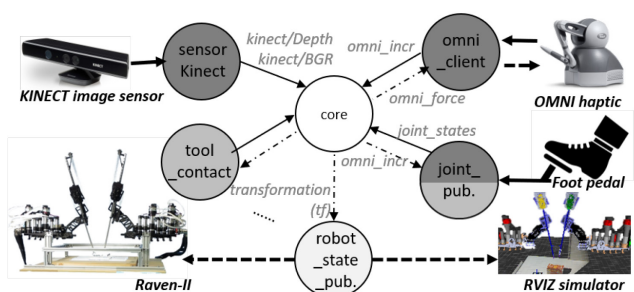 sensor
Kinect
kinect/Depth
kinect/BGR
omni_incr
omni
_client
KINECT image sensor
omni_force
OMNI haptic
core
joint_states
tool
_contact
omni_incr
joint_
pub.
transformation
(tf)
Foot pedal
robot
_state
_pub.
Raven-II
RVIZ simulator